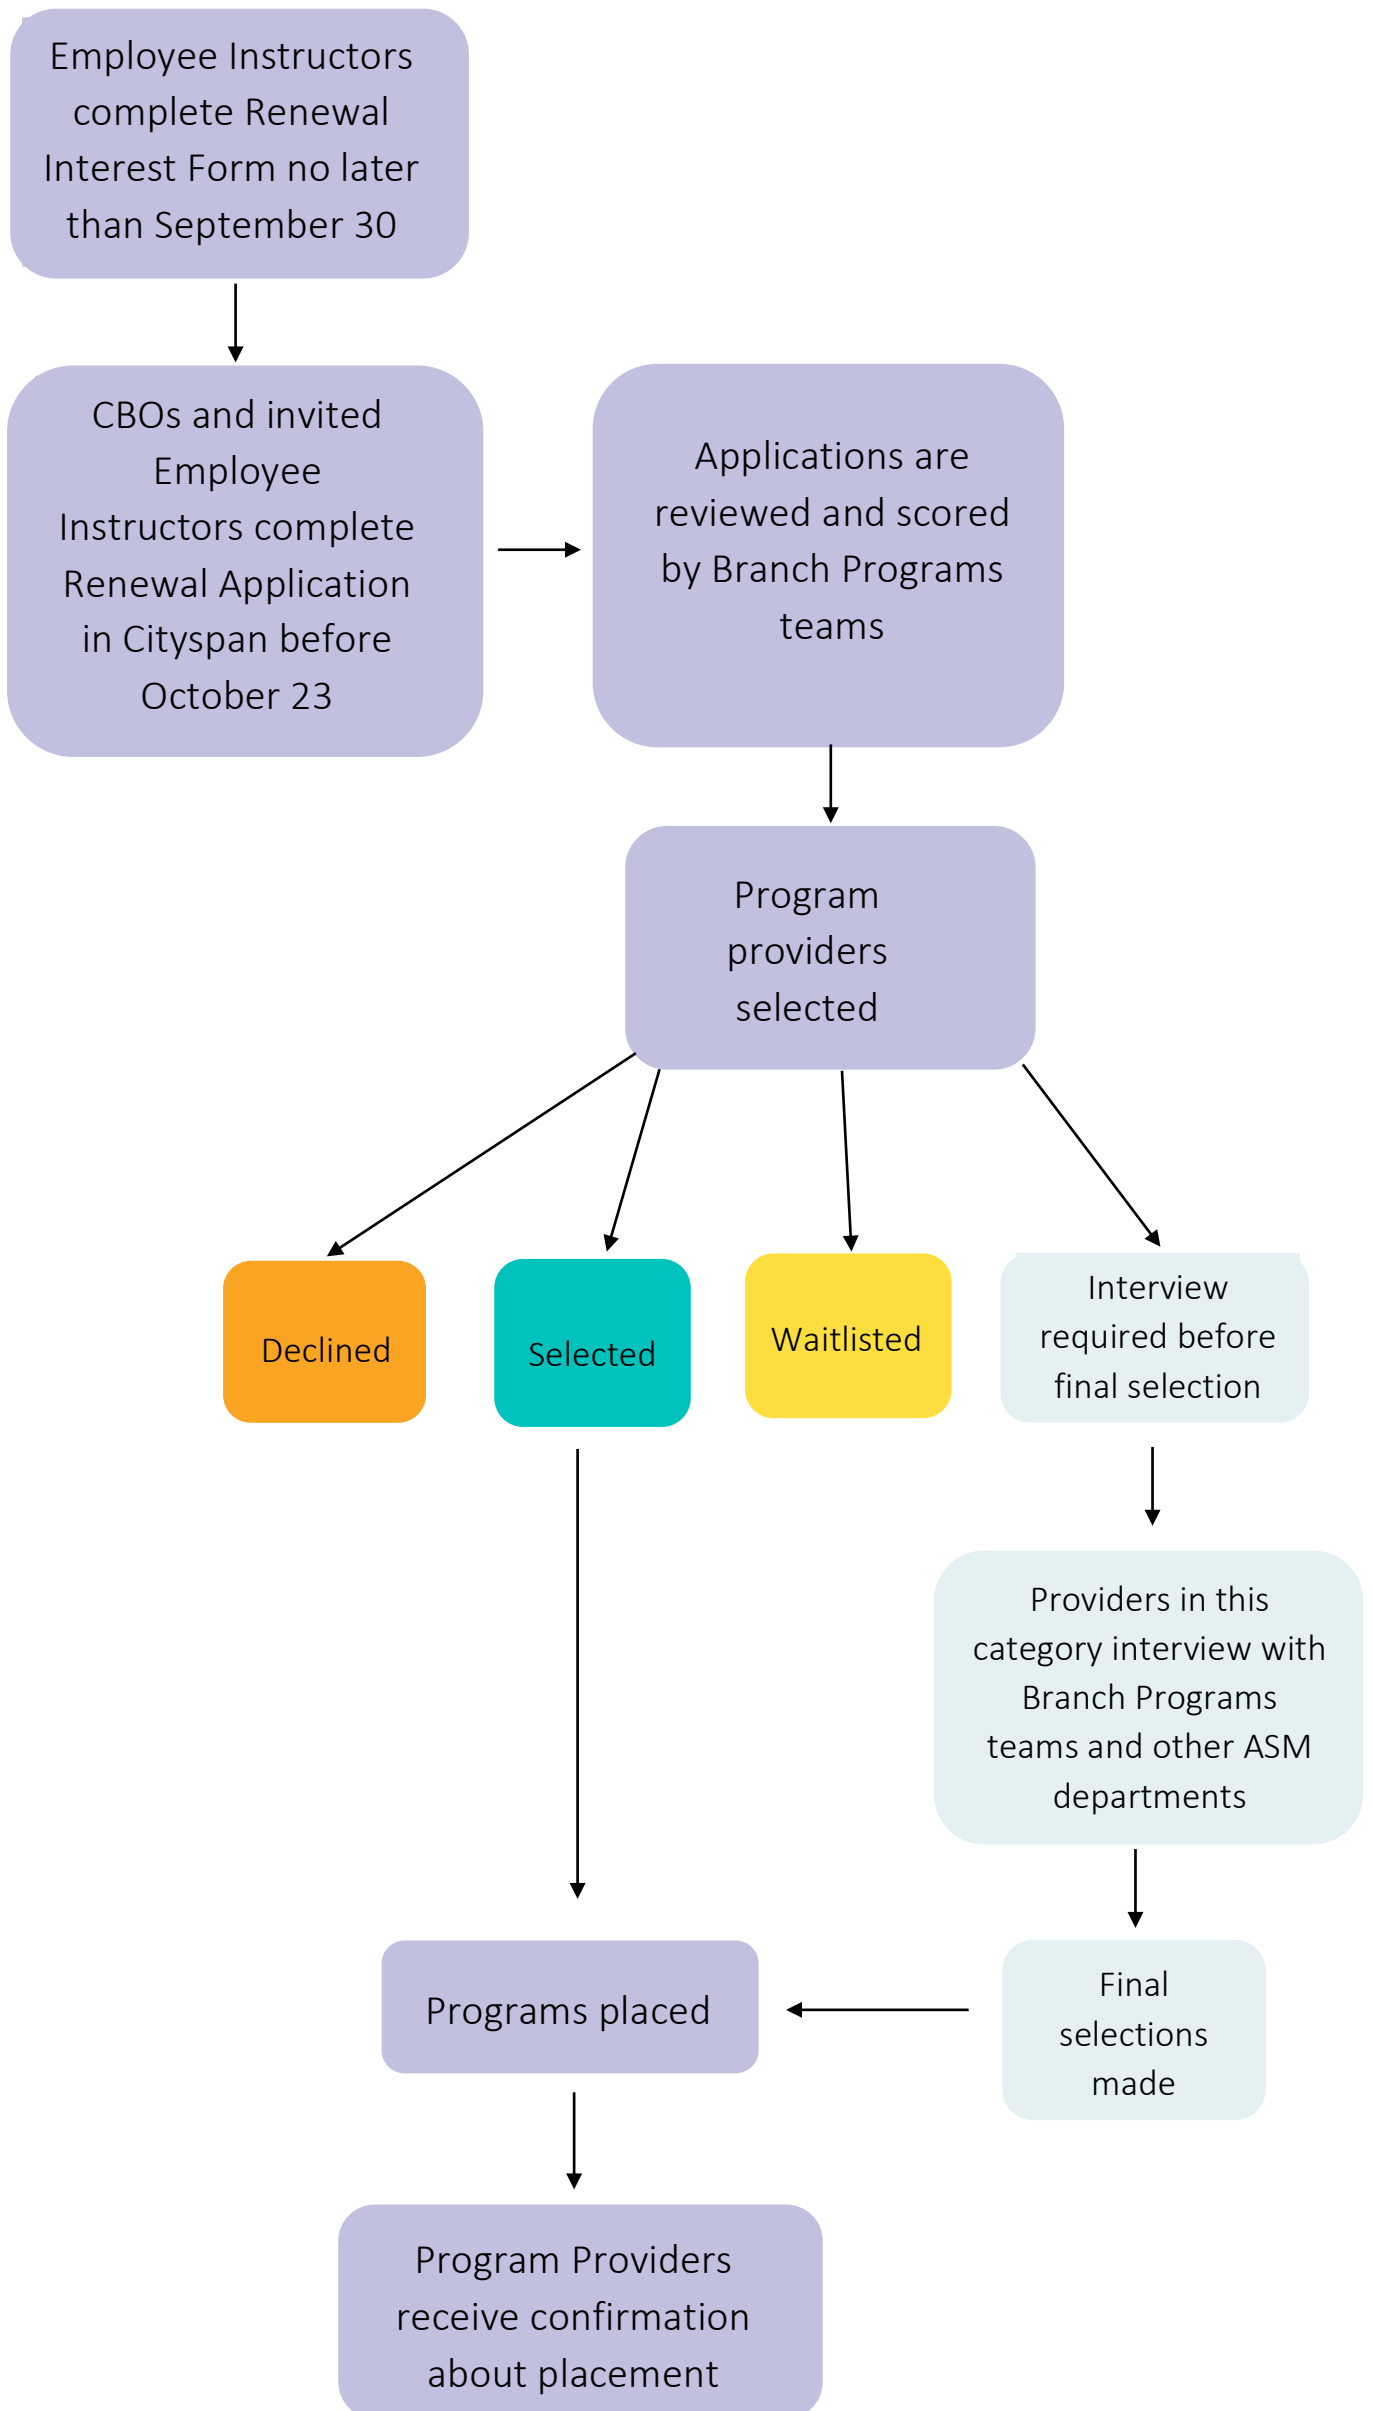 Employee Instructors
complete Renewal
Interest Form no later
than September 30
CBOs and invited
Employee
Instructors complete
Renewal Application
in Cityspan before
October 23
Applications are
reviewed and scored
by Branch Programs
teams
Program
providers
selected
Declined
Selected
Waitlisted
Interview
required before
final selection
Providers in this
category interview with
Branch Programs
teams and other ASM
departments
Final
selections
made
Programs placed
Program Providers
receive confirmation
about placement